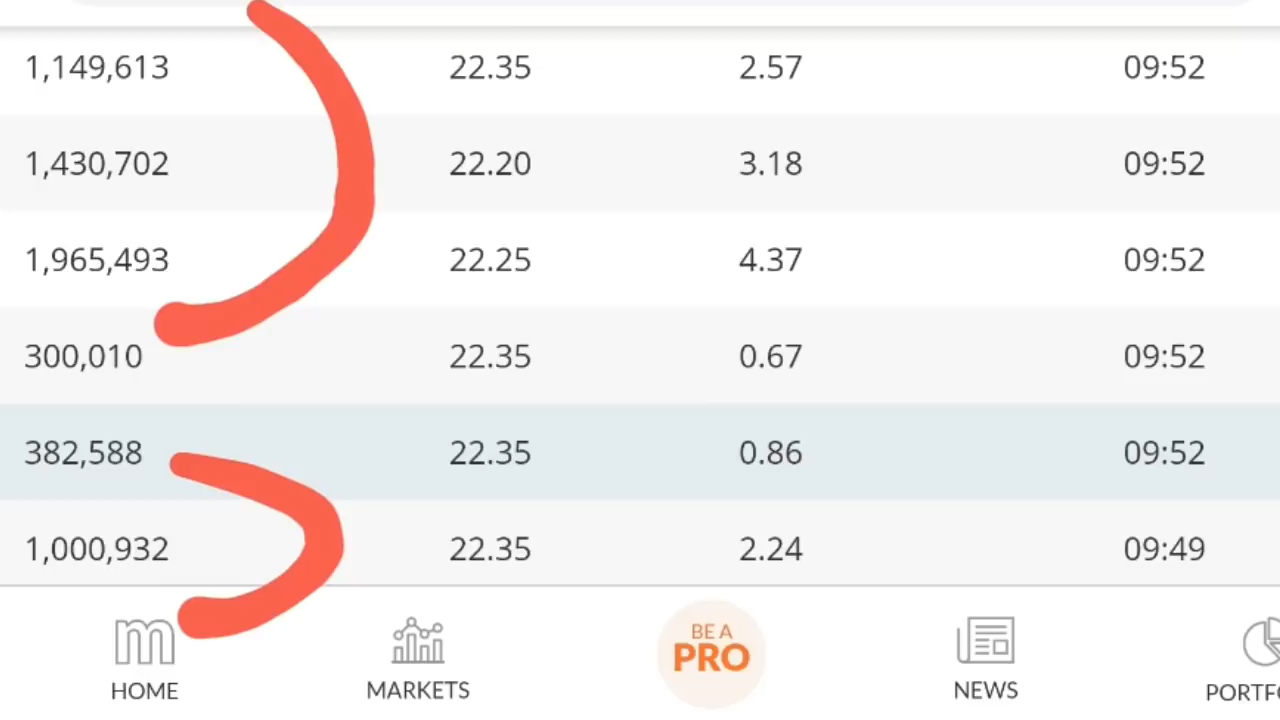 1,149,613 22.35 2.57 09:52
1,430,702 22.20 3.18 09:52
1,965,493 22.25 4.37 09:52
300,010 22.35 0.67 09:52
382,588 22.35 0.86 09:52
1,000,932 22.35 2.24 09:49
m
BE A
PRO
HOME MARKETS NEWS PORTFO